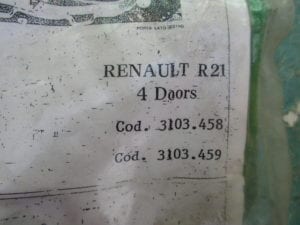 RENAULT R21
4 Doors
Cod. 3103.458
Cod. 3103.459